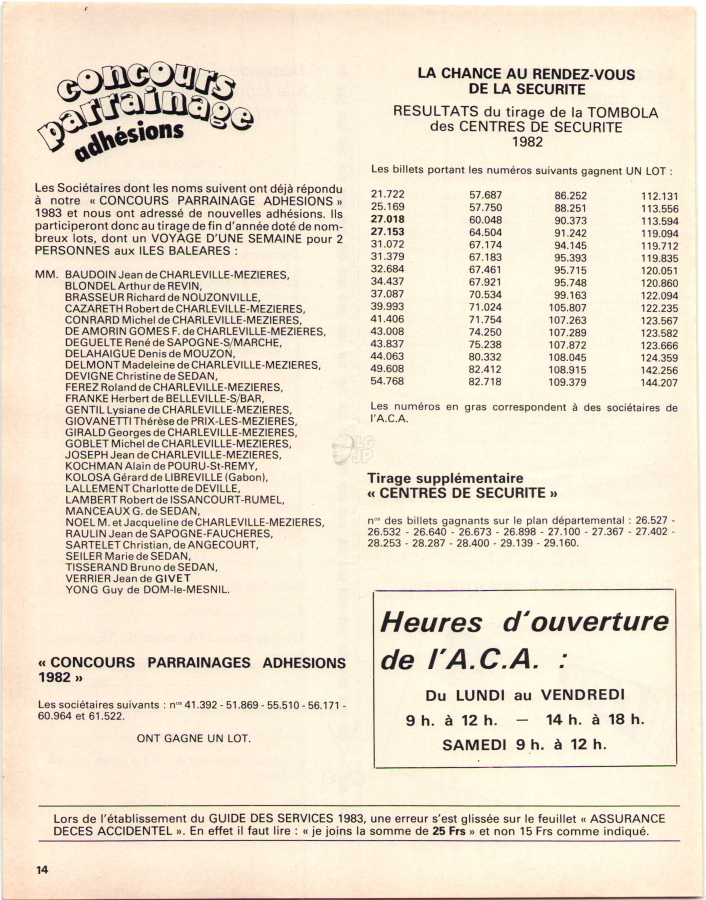 concours
parrainage
adhésions
Les Sociétaires dont les noms suivent ont déjà répondu
à notre « CONCOURS PARRAINAGE ADHESIONS »
1983 et nous ont adressé de nouvelles adhésions. Ils
participeront donc au tirage de fin d'année doté de nom-
breux lots, dont un VOYAGE D'UNE SEMAINE pour 2
PERSONNES aux ILES BALEARES :
MM. BAUDOIN Jean de CHARLEVILLE-MEZIERES,
BLONDEL Arthur de REVIN,
BRASSEUR Richard de NOUZONVILLE,
CAZARETH Robert de CHARLEVILLE-MEZIERES,
CONRARD Michel de CHARLEVILLE-MEZIERES,
DE AMORIN GOMES F. de CHARLEVILLE-MEZIERES,
DEGUELTE René de SAPOGNE-S/MARCHE,
DELAHAIGUE Denis de MOUZON,
DELMONT Madeleine de CHARLEVILLE-MEZIERES,
DEVIGNE Christine de SEDAN,
FEREZ Roland de CHARLEVILLE-MEZIERES,
FRANKE Herbert de BELLEVILLE-S/BAR,
GENTIL Lysiane de CHARLEVILLE-MEZIERES,
GIOVANETTI Thérèse de PRIX-LES-MEZIERES,
GIRALD Georges de CHARLEVILLE-MEZIERES,
GOBLET Michel de CHARLEVILLE-MEZIERES,
JOSEPH Jean de CHARLEVILLE-MEZIERES,
KOCHMAN Alain de POURU-St-REMY,
KOLOSA Gérard de LIBREVILLE (Gabon),
LALLEMENT Charlotte de DEVILLE,
LAMBERT Robert de ISSANCOURT-RUMEL,
MANCEAUX G. de SEDAN,
NOEL M. et Jacqueline de CHARLEVILLE-MEZIERES,
RAULIN Jean de SAPOGNE-FAUCHERES,
SARTELET Christian, de ANGECOURT,
SEILER Marie de SEDAN,
TISSERAND Bruno de SEDAN,
VERRIER Jean de GIVET
YONG Guy de DOM-le-MESNIL.
« CONCOURS PARRAINAGES ADHESIONS
1982 »
Les sociétaires suivants : nos 41.392 - 51.869 - 55.510 - 56.171 -
60.964 et 61.522.
ONT GAGNE UN LOT.
LA CHANCE AU RENDEZ-VOUS
DE LA SECURITE
RESULTATS du tirage de la TOMBOLA
des CENTRES DE SECURITE
1982
Les billets portant les numéros suivants gagnent UN LOT :
21.722 57.687 86.252 112.131
25.169 57.750 88.251 113.556
27.018 60.048 90.373 113.594
27.153 64.504 91.242 119.094
31.072 67.174 94.145 119.712
31.379 67.183 95.393 119.835
32.684 67.461 95.715 120.051
34.437 67.921 95.748 120.860
37.087 70.534 99.163 122.094
39.993 71.024 105.807 122.235
41.406 71.754 107.263 123.567
43.008 74.250 107.289 123.582
43.837 75.238 107.872 123.666
44.063 80.332 108.045 124.359
49.608 82.412 108.915 142.256
54.768 82.718 109.379 144.207
Les numéros en gras correspondent à des sociétaires de
l'A.C.A.
LG
JP
Tirage supplémentaire
« CENTRES DE SECURITE »
nos des billets gagnants sur le plan départemental : 26.527 -
26.532 - 26.640 - 26.673 - 26.898 - 27.100 - 27.367 - 27.402 -
28.253 - 28.287 - 28.400 - 29.139 - 29.160.
Heures d'ouverture
de l'A.C.A. :
Du LUNDI au VENDREDI
9 h. à 12 h. — 14 h. à 18 h.
SAMEDI 9 h. à 12 h.
Lors de l'établissement du GUIDE DES SERVICES 1983, une erreur s'est glissée sur le feuillet « ASSURANCE
DECES ACCIDENTEL ». En effet il faut lire : « je joins la somme de 25 Frs » et non 15 Frs comme indiqué.
14